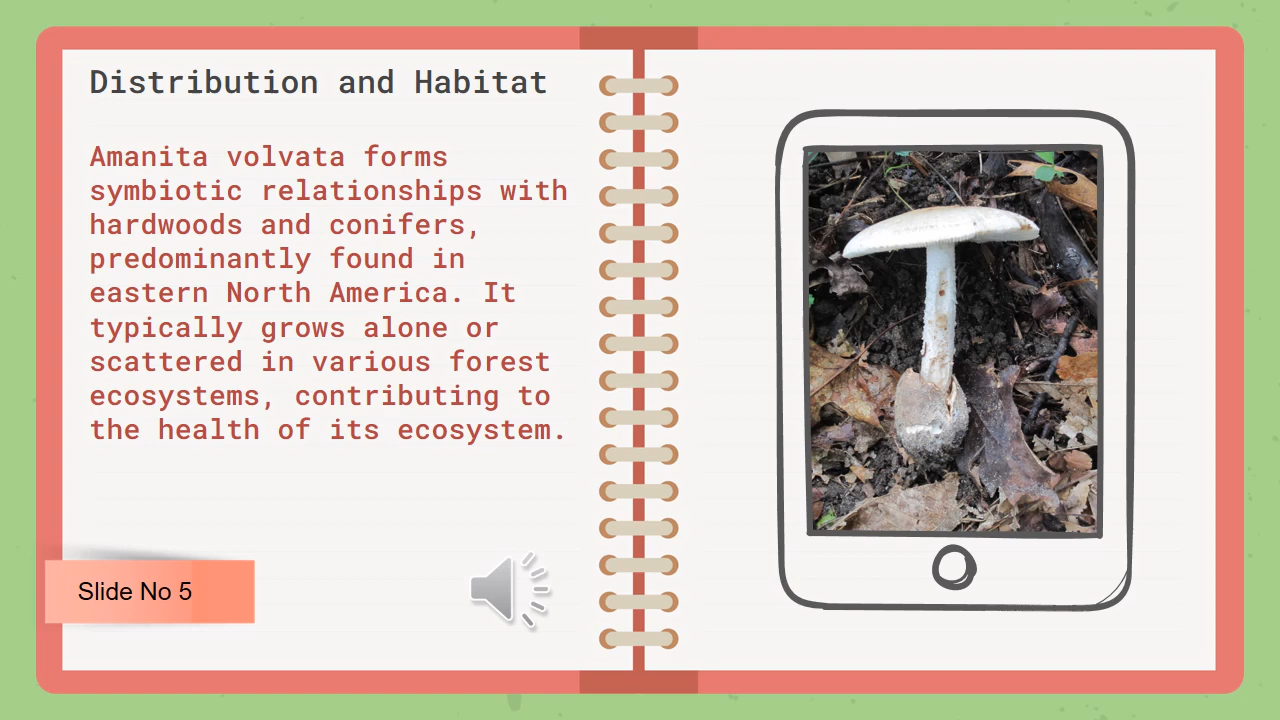 Distribution and Habitat
Amanita volvata forms
symbiotic relationships with
hardwoods and conifers,
predominantly found in
eastern North America. It
typically grows alone or
scattered in various forest
ecosystems, contributing to
the health of its ecosystem.
Slide No 5